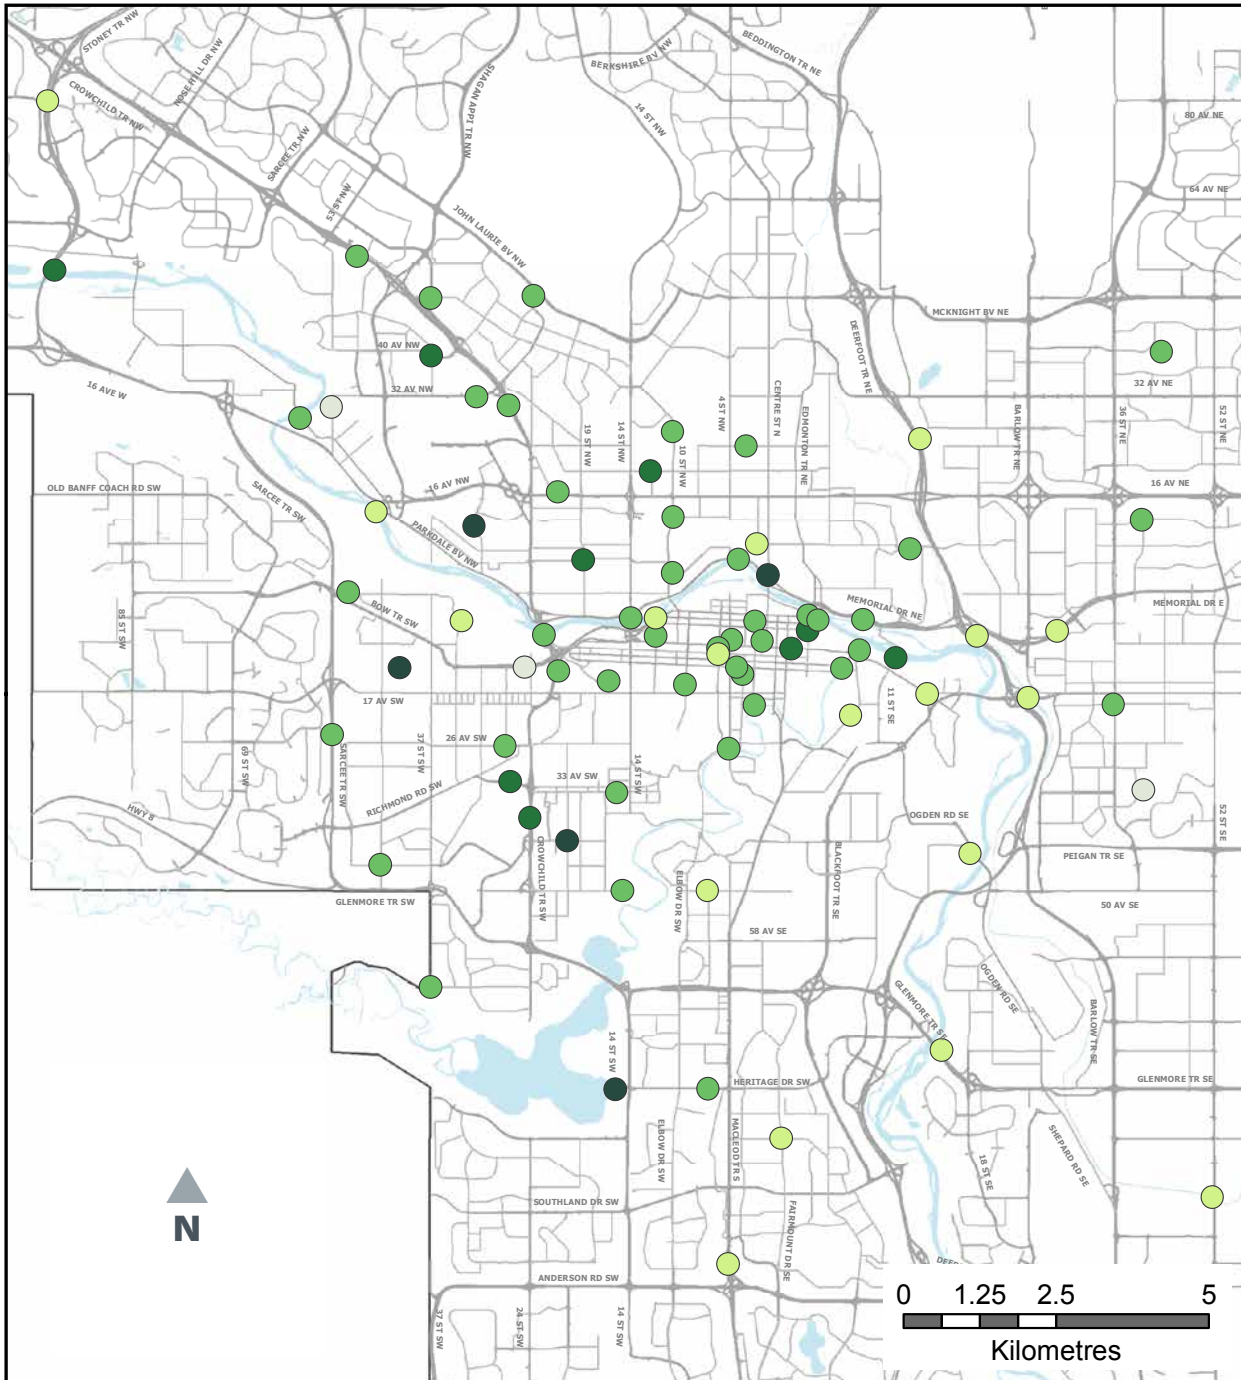 STONEY TR NW
NOSE HILL DR NW
CROWCHILD TR NW
SARCEE TR NW
53 ST NW
SHAGANAPPI TR NW
BERKSHIRE BV NW
BEDDINGTON TR NE
14 ST NW
80 AV NE
64 AV NE
JOHN LAURIE BV NW
MCKNIGHT BV NE
DEERFOOT TR NE
40 AV NW
32 AV NW
16 AVE W
32 AV NE
19 ST NW
14 ST NW
10 ST NW
4 ST NW
CENTRE ST N
EDMONTON TR NE
BARLOW TR NE
36 ST NE
52 ST NE
OLD BANFF COACH RD SW
SARCEE TR SW
16 AV NW
16 AV NE
PARKDALE BV NW
85 ST SW
BOW TR SW
MEMORIAL DR NE
MEMORIAL DR E
17 AV SW
11 ST SE
69 ST SW
SARCEE TR SW
37 ST SW
26 AV SW
33 AV SW
14 ST SW
RICHMOND RD SW
HWY 8
CROWCHILD TR SW
ELBOW DR SW
BLACKFOOT TR SE
OGDEN RD SE
52 ST SE
PEIGAN TR SE
GLENMORE TR SW
50 AV SE
58 AV SE
OGDEN RD SE
GLENMORE TR SE
BARLOW TR SE
14 ST SW
HERITAGE DR SW
GLENMORE TR SE
ELBOW DR SW
MACLEOD TR S
18 ST SE
SHEPARD RD SE
SOUTHLAND DR SW
FAIRMOUNT DR SE
N
ANDERSON RD SW
37 ST SW
24 ST SW
14 ST SW
0 1.25 2.5 5
Kilometres